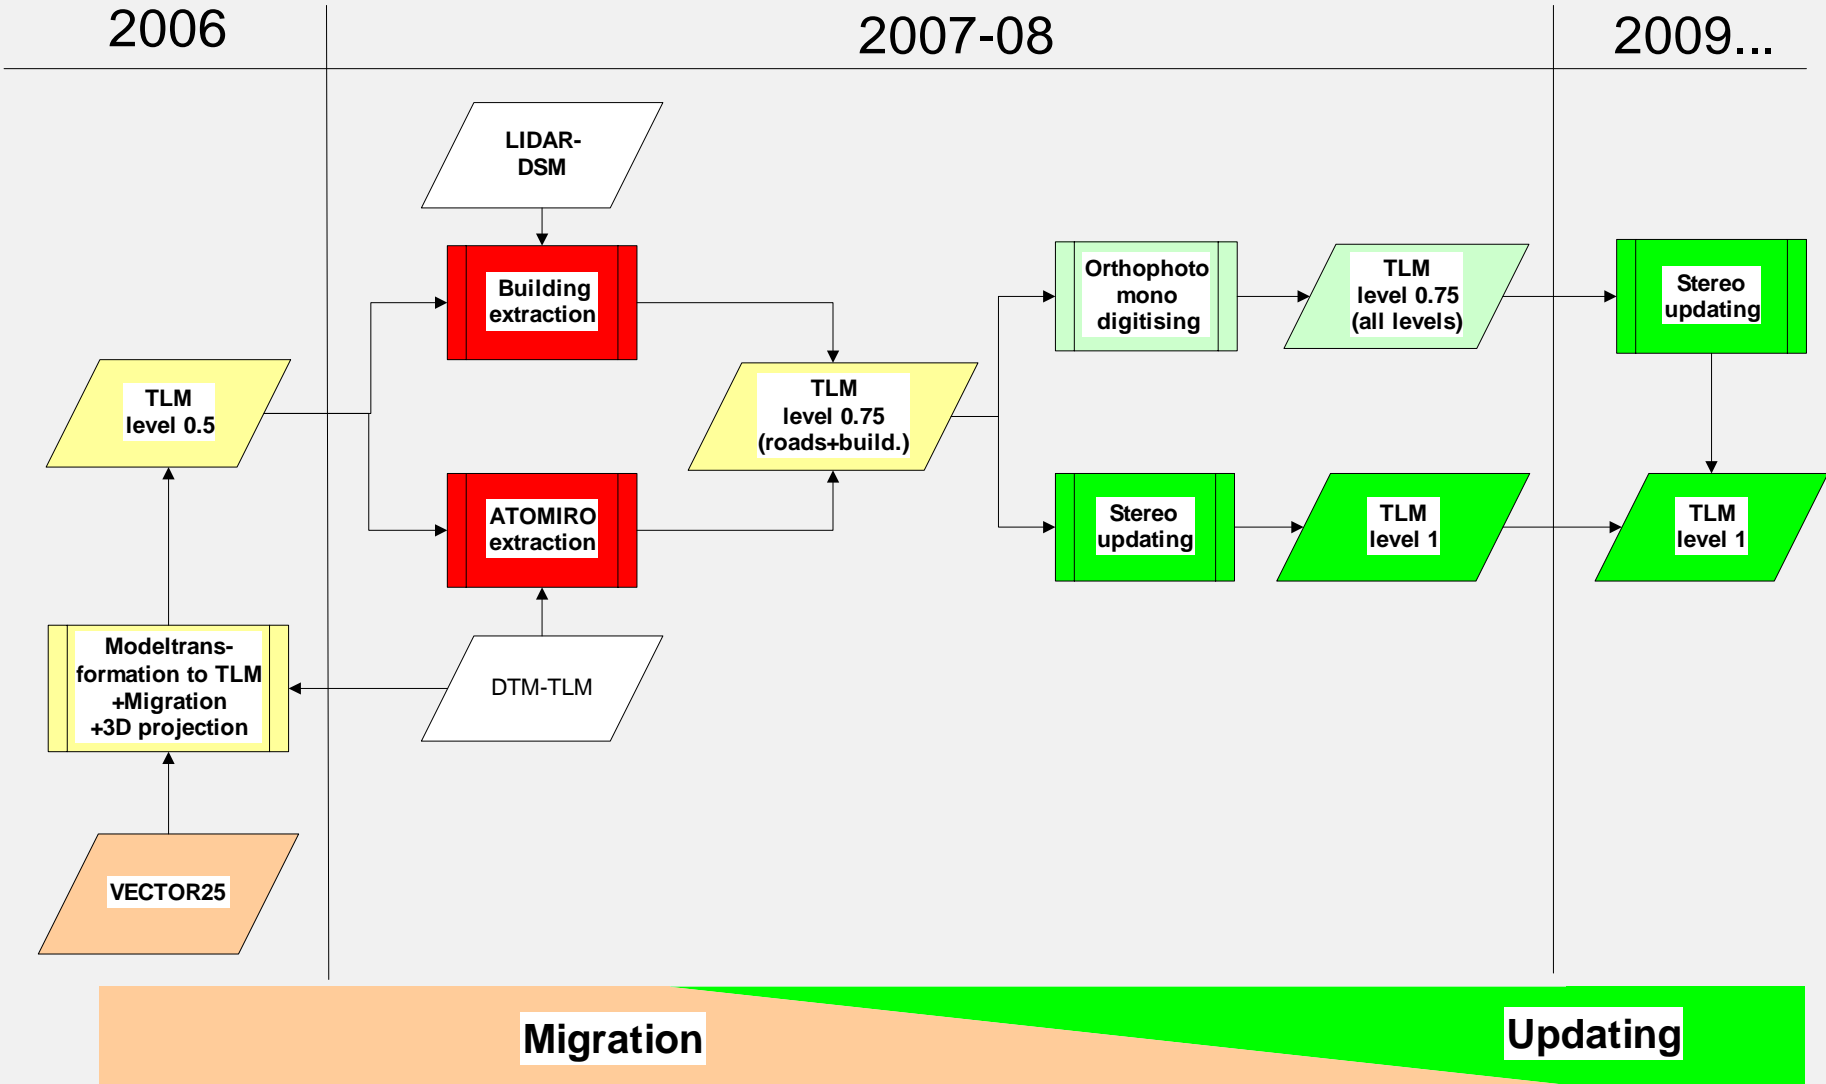 2006
2007-08
2009...
LIDAR-
DSM
Building
extraction
Orthophoto
mono
digitising
TLM
level 0.75
(all levels)
Stereo
updating
TLM
level 0.5
TLM
level 0.75
(roads+build.)
ATOMIRO
extraction
Stereo
updating
TLM
level 1
TLM
level 1
Modeltrans-
formation to TLM
+Migration
+3D projection
DTM-TLM
VECTOR25
Migration
Updating